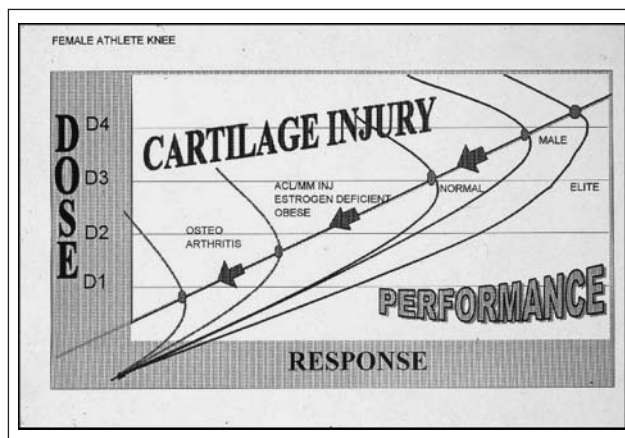 FEMALE ATHLETE KNEE
DOSE
D4
D3
D2
D1
CARTILAGE INJURY
MALE
ELITE
NORMAL
ACL/MM INJ
ESTROGEN DEFICIENT
OBESE
OSTEO
ARTHRITIS
PERFORMANCE
RESPONSE